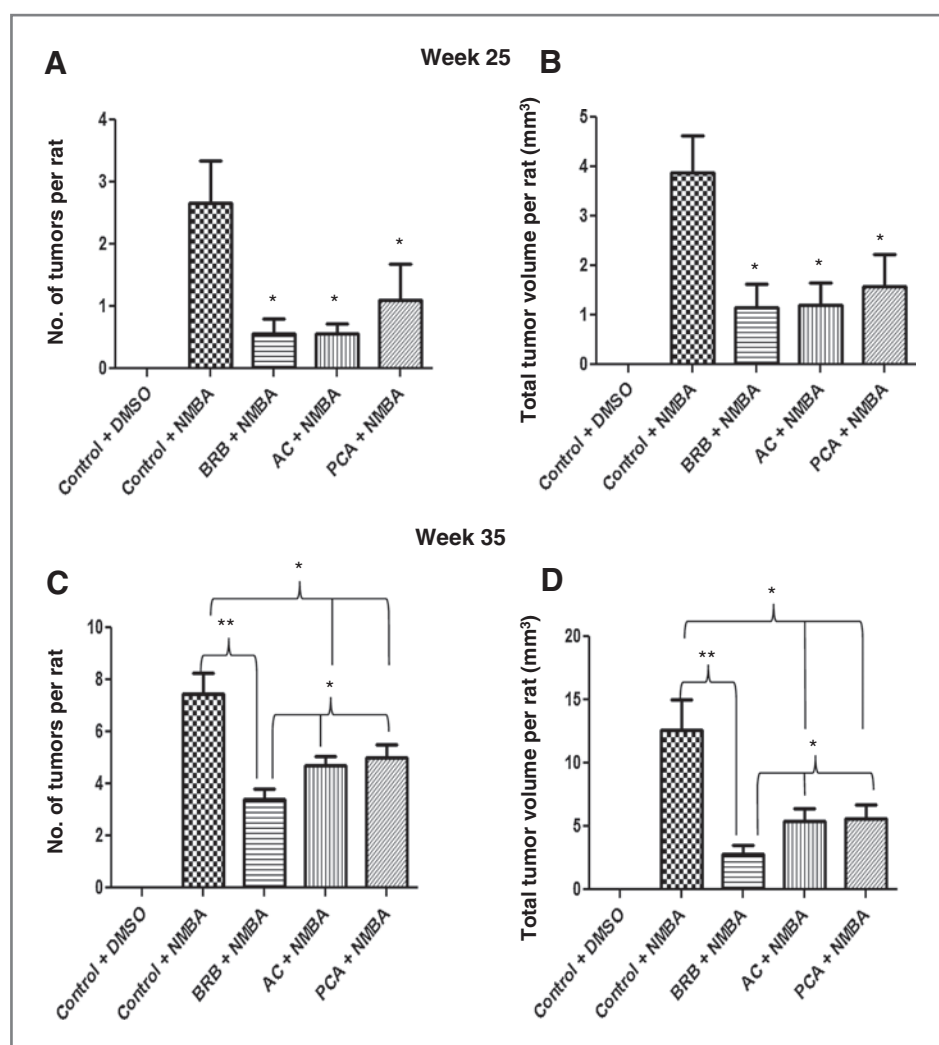 Week 25
A
No. of tumors per rat
4
3
2
1
0
*
*
*
Control + DMSO
Control + NMBA
BRB + NMBA
AC + NMBA
PCA + NMBA
B
Total tumor volume per rat (mm³)
5
4
3
2
1
0
*
*
*
Control + DMSO
Control + NMBA
BRB + NMBA
AC + NMBA
PCA + NMBA
Week 35
C
No. of tumors per rat
10
8
6
4
2
0
*
**
*
Control + DMSO
Control + NMBA
BRB + NMBA
AC + NMBA
PCA + NMBA
D
Total tumor volume per rat (mm³)
20
15
10
5
0
*
**
*
Control + DMSO
Control + NMBA
BRB + NMBA
AC + NMBA
PCA + NMBA